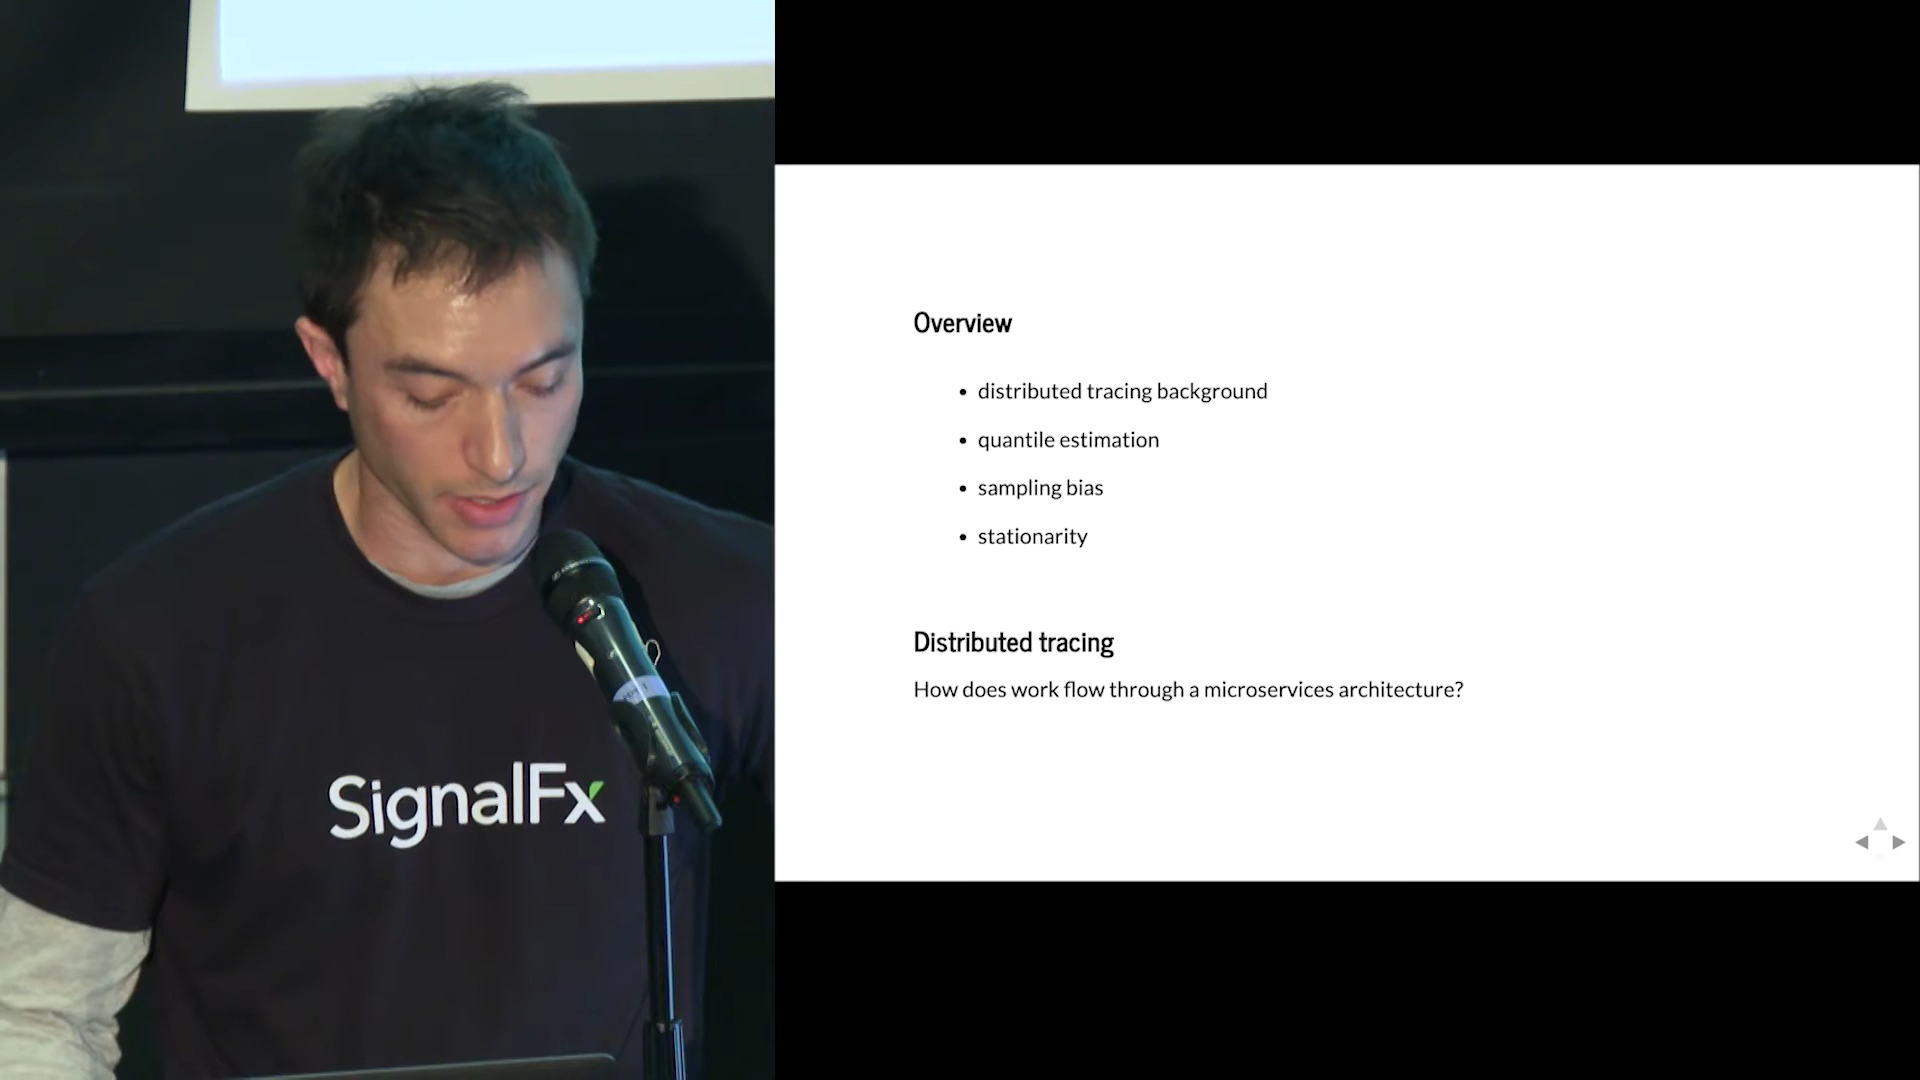 SignalFx
Overview
• distributed tracing background
• quantile estimation
• sampling bias
• stationarity
Distributed tracing
How does work flow through a microservices architecture?